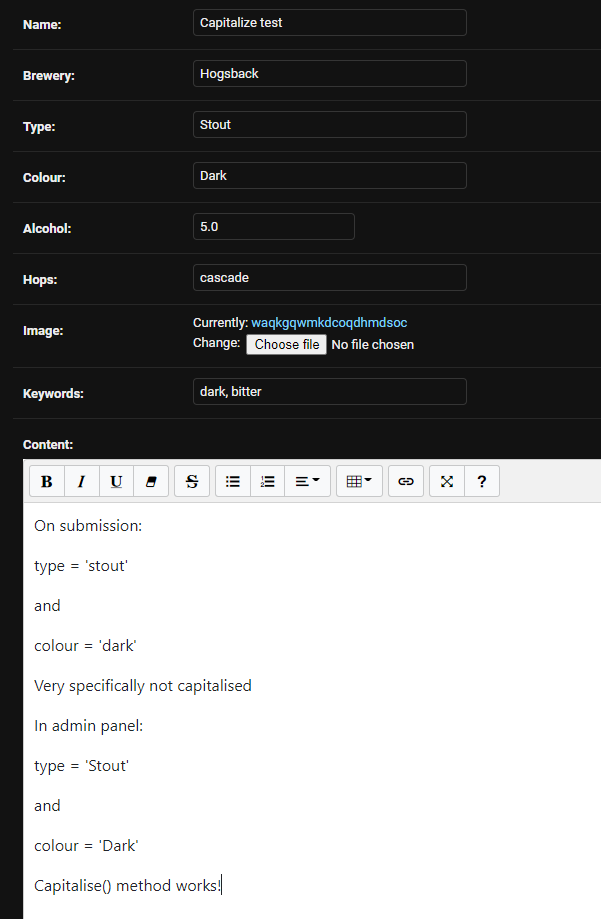 Name: Capitalize test
Brewery: Hogsback
Type: Stout
Colour: Dark
Alcohol: 5.0
Hops: cascade
Image: Currently: waqkgqwmkdcoqdhmdsoc
Change: Choose file No file chosen
Keywords: dark, bitter
Content:
B I U S ?
On submission:
type = 'stout'
and
colour = 'dark'
Very specifically not capitalised
In admin panel:
type = 'Stout'
and
colour = 'Dark'
Capitalise() method works!